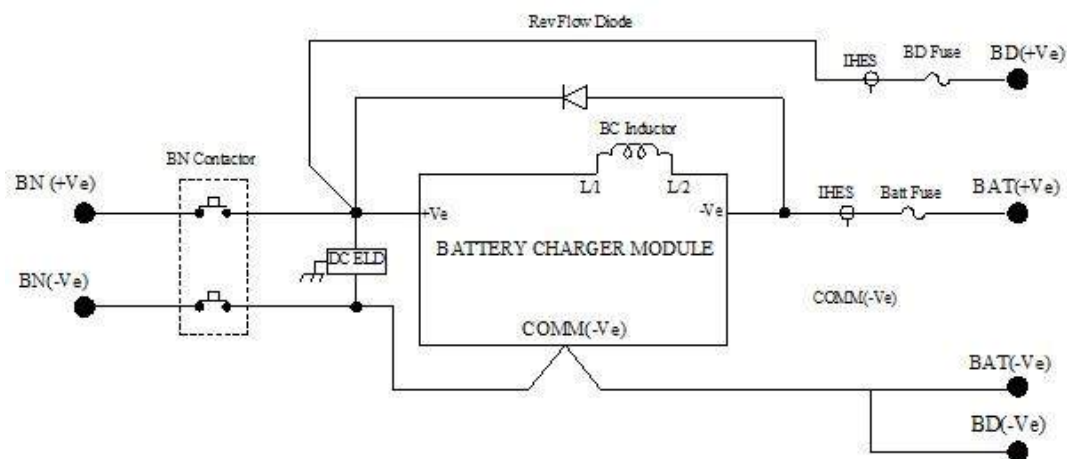 Rev Flow Diode
IHES
BD Fuse
BD(+Ve)
BC Inductor
BN Contactor
L/1
L/2
BN (+Ve)
IHES
Batt Fuse
BAT(+Ve)
+Ve
-Ve
DC ELD
BATTERY CHARGER MODULE
BN(-Ve)
COMM(-Ve)
COMM(-Ve)
BAT(-Ve)
BD(-Ve)